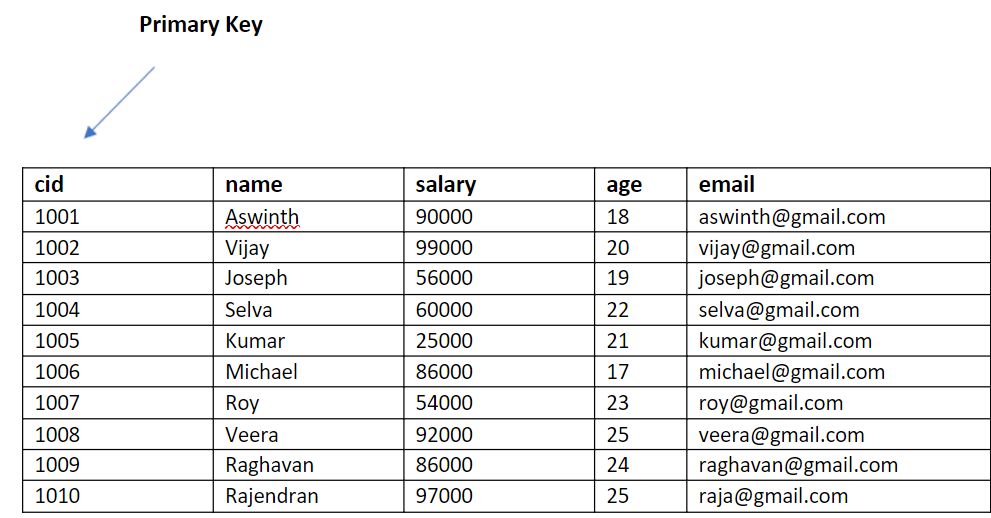 Primary Key
cid name salary age email
1001 Aswinth 90000 18 aswinth@gmail.com
1002 Vijay 99000 20 vijay@gmail.com
1003 Joseph 56000 19 joseph@gmail.com
1004 Selva 60000 22 selva@gmail.com
1005 Kumar 25000 21 kumar@gmail.com
1006 Michael 86000 17 michael@gmail.com
1007 Roy 54000 23 roy@gmail.com
1008 Veera 92000 25 veera@gmail.com
1009 Raghavan 86000 24 raghavan@gmail.com
1010 Rajendran 97000 25 raja@gmail.com